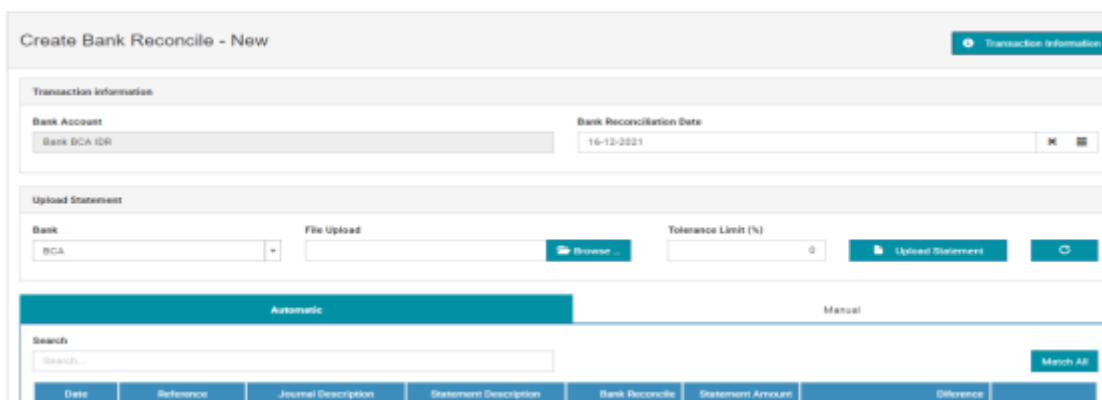 Create Bank Reconcile - New
Transaction Information
Transaction information
Bank Account
Bank Reconciliation Date
Bank BCA IDR
16-12-2021
Upload Statement
Bank
File Upload
Tolerance Limit (%)
BCA
Browse ..
0
Upload Statement
Automatic
Manual
Search
Search...
Match All
Date
Reference
Journal Description
Statement Description
Bank Reconcile
Statement Amount
Diference